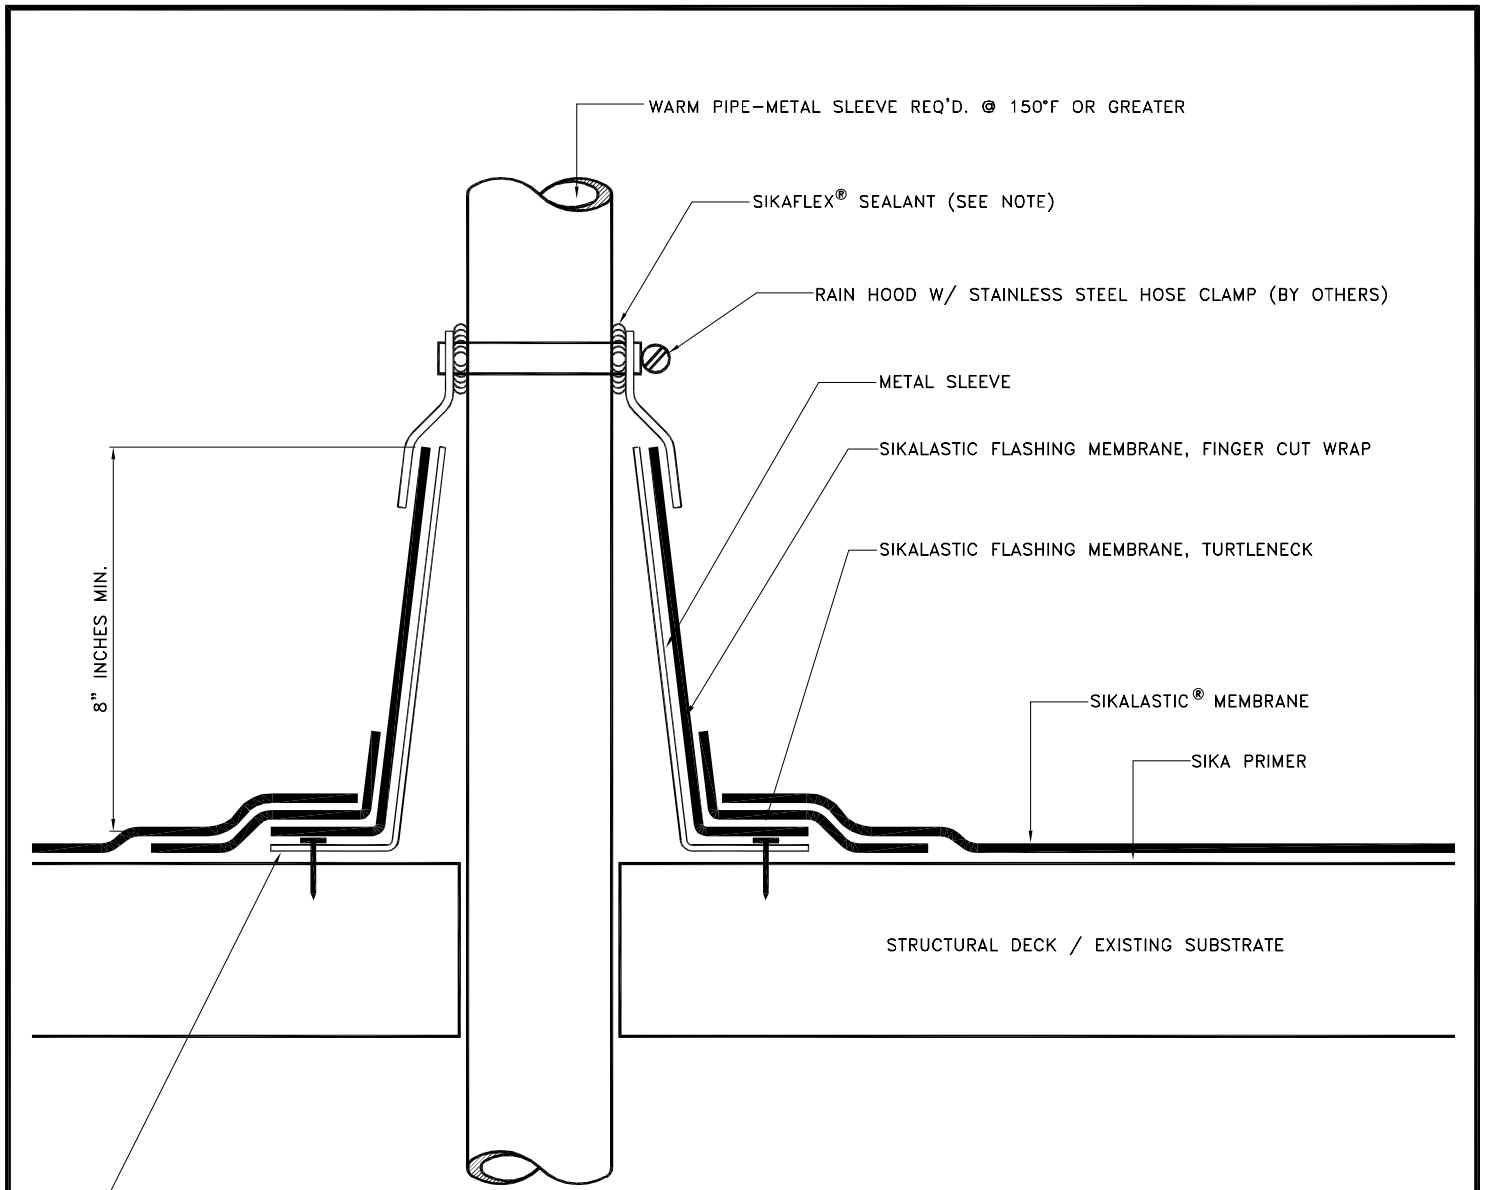 WARM PIPE-METAL SLEEVE REQ'D. @ 150°F OR GREATER
SIKAFLEX® SEALANT (SEE NOTE)
RAIN HOOD W/ STAINLESS STEEL HOSE CLAMP (BY OTHERS)
METAL SLEEVE
SIKALASTIC FLASHING MEMBRANE, FINGER CUT WRAP
SIKALASTIC FLASHING MEMBRANE, TURTLENECK
8" INCHES MIN.
SIKALASTIC® MEMBRANE
SIKA PRIMER
STRUCTURAL DECK / EXISTING SUBSTRATE